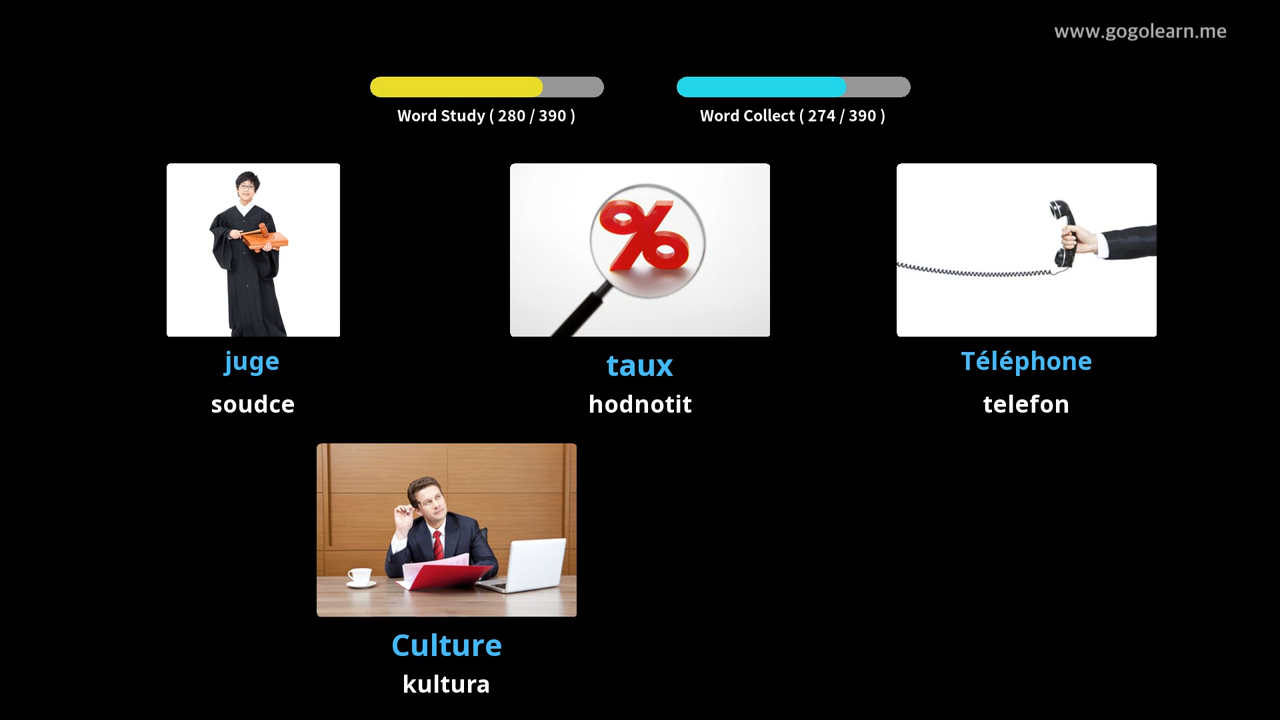 www.gogolearn.me
Word Study ( 280 / 390 )
Word Collect ( 274 / 390 )
juge
taux
Téléphone
soudce
hodnotit
telefon
Culture
kultura